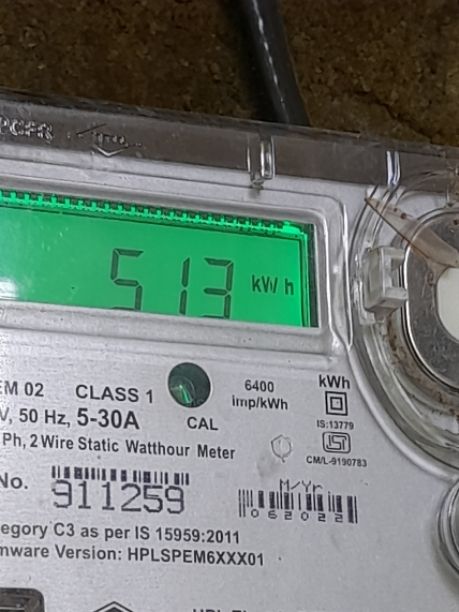 513 kWh
EM 02 CLASS 1
6400
imp/kWh
kWh
V, 50 Hz, 5-30A
CAL
IS:13779
Ph, 2 Wire Static Watthour Meter
CM/L-9190783
No.
911259
M/Yr
062022
egory C3 as per IS 15959:2011
mware Version: HPLSPEM6XXX01